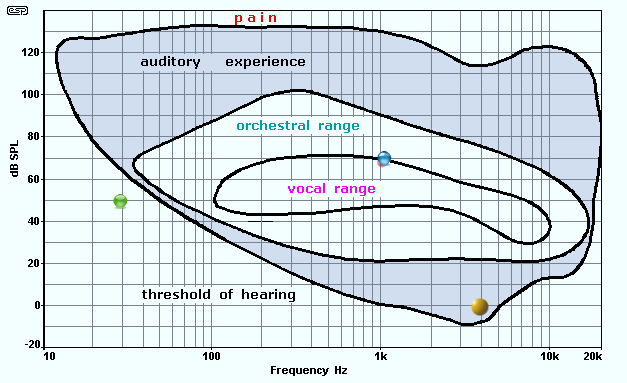 esp
pain
120
auditory experience
100
orchestral range
80
dB SPL
vocal range
60
40
20
threshold of hearing
0
-20
10
100
1k
10k
20k
Frequency Hz